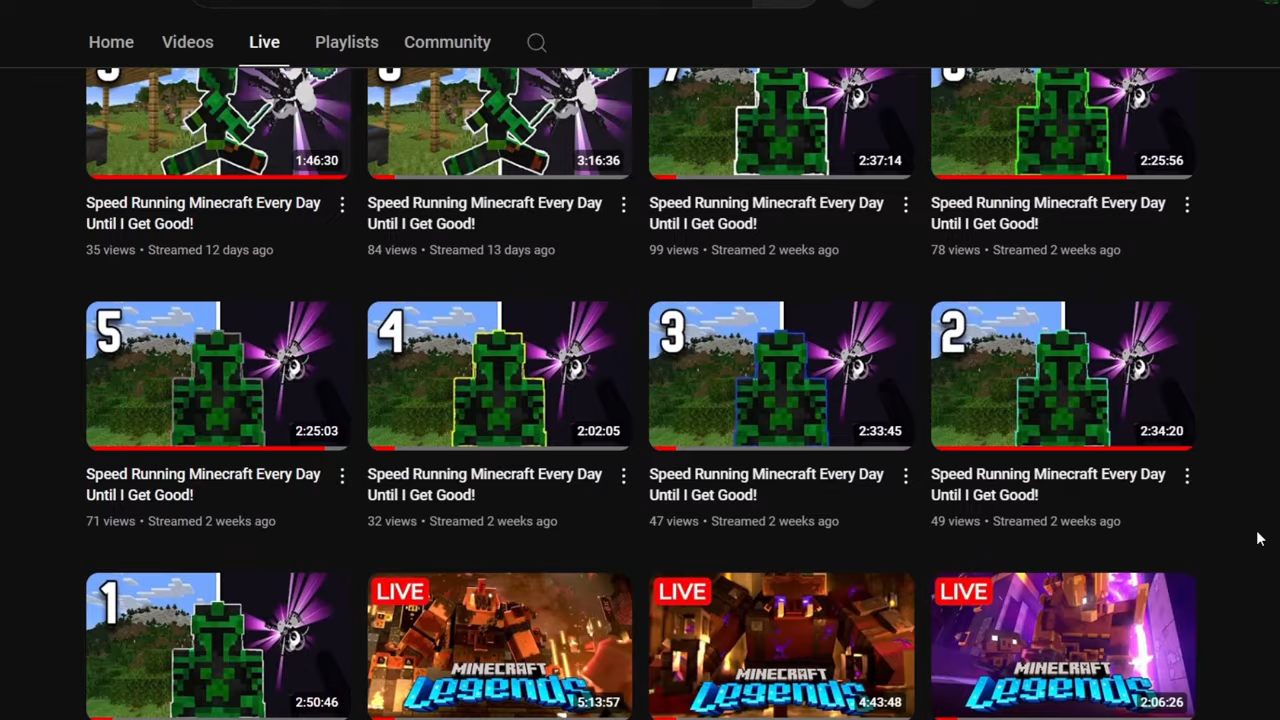 Home Videos Live Playlists Community
1:46:30 3:16:36 2:37:14 2:25:56
Speed Running Minecraft Every Day
Until I Get Good!
35 views • Streamed 12 days ago
Speed Running Minecraft Every Day
Until I Get Good!
84 views • Streamed 13 days ago
Speed Running Minecraft Every Day
Until I Get Good!
99 views • Streamed 2 weeks ago
Speed Running Minecraft Every Day
Until I Get Good!
78 views • Streamed 2 weeks ago
5
2:25:03
4
2:02:05
3
2:33:45
2
2:34:20
Speed Running Minecraft Every Day
Until I Get Good!
71 views • Streamed 2 weeks ago
Speed Running Minecraft Every Day
Until I Get Good!
32 views • Streamed 2 weeks ago
Speed Running Minecraft Every Day
Until I Get Good!
47 views • Streamed 2 weeks ago
Speed Running Minecraft Every Day
Until I Get Good!
49 views • Streamed 2 weeks ago
1
2:50:46
LIVE
MINECRAFT
Legends
5:13:57
LIVE
MINECRAFT
Legends
4:43:48
LIVE
MINECRAFT
Legends
2:06:26